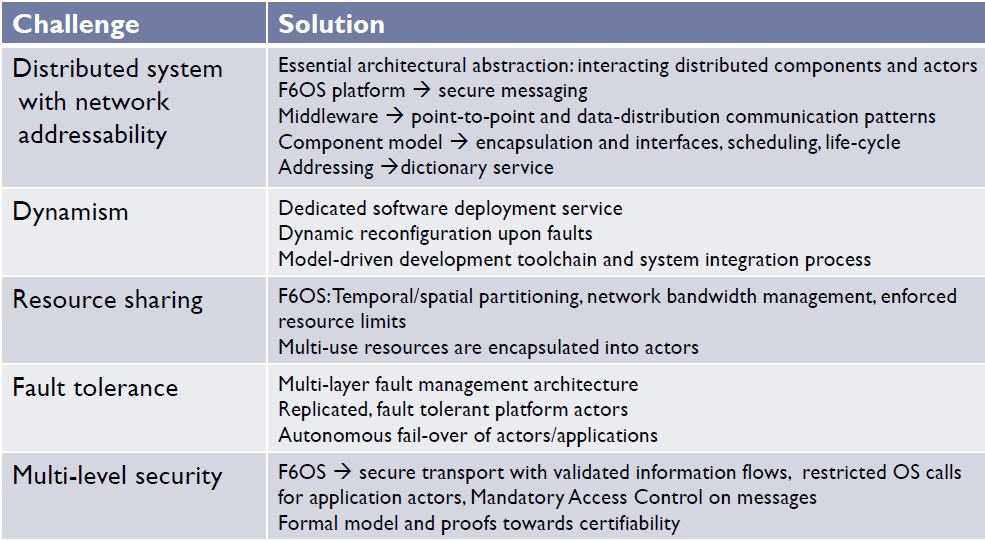 Challenge
Solution
Distributed system
with network
addressability
Essential architectural abstraction: interacting distributed components and actors
F6OS platform → secure messaging
Middleware → point-to-point and data-distribution communication patterns
Component model → encapsulation and interfaces, scheduling, life-cycle
Addressing →dictionary service
Dynamism
Dedicated software deployment service
Dynamic reconfiguration upon faults
Model-driven development toolchain and system integration process
Resource sharing
F6OS: Temporal/spatial partitioning, network bandwidth management, enforced
resource limits
Multi-use resources are encapsulated into actors
Fault tolerance
Multi-layer fault management architecture
Replicated, fault tolerant platform actors
Autonomous fail-over of actors/applications
Multi-level security
F6OS → secure transport with validated information flows, restricted OS calls
for application actors, Mandatory Access Control on messages
Formal model and proofs towards certifiability